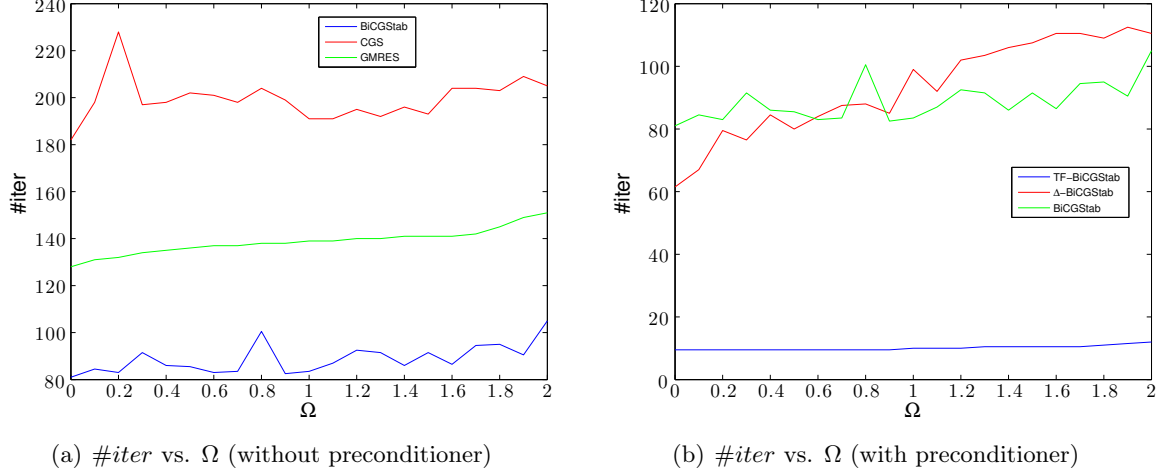 240
220
200
180
160
140
120
100
80
#iter
BiCGStab
CGS
GMRES
0 0.2 0.4 0.6 0.8 1 1.2 1.4 1.6 1.8 2
Ω
(a) #iter vs. Ω (without preconditioner)
120
100
80
60
40
20
0
#iter
TF−BiCGStab
Δ−BiCGStab
BiCGStab
0 0.2 0.4 0.6 0.8 1 1.2 1.4 1.6 1.8 2
Ω
(b) #iter vs. Ω (with preconditioner)